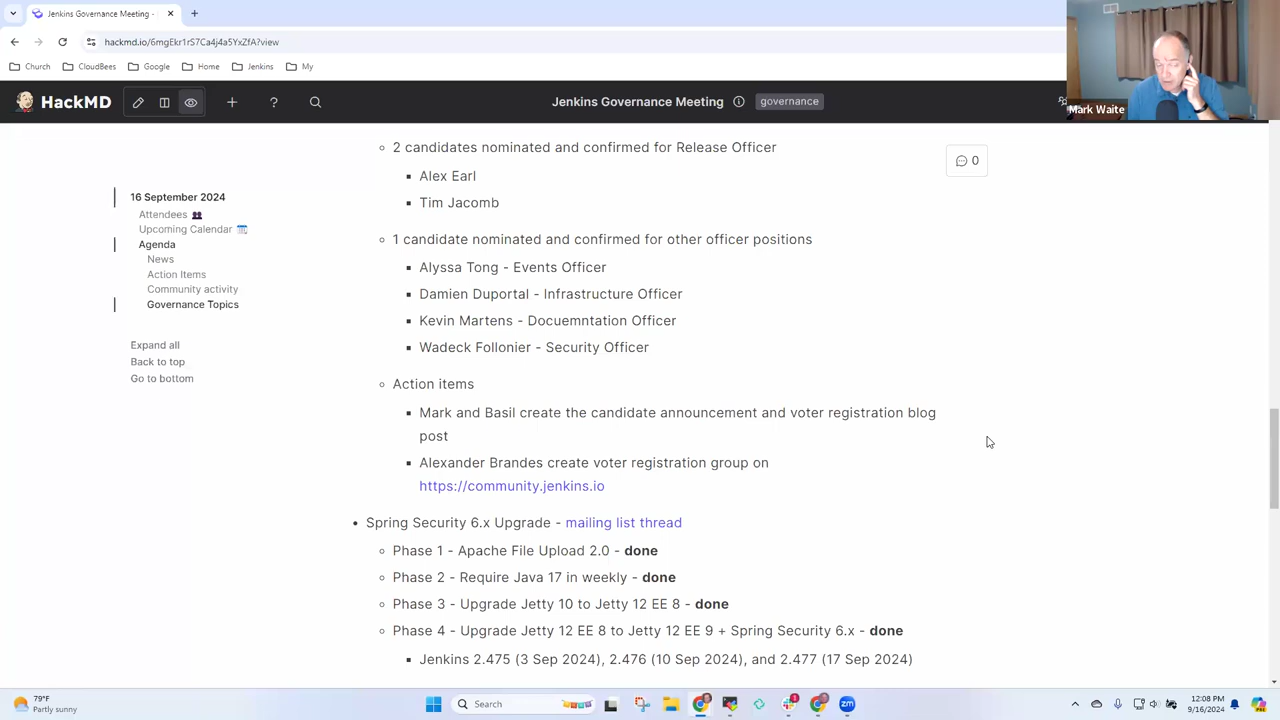 Jenkins Governance Meeting -
hackmd.io/6mgEkr1rS7Ca4j4a5YxZfA?view
Church
CloudBees
Google
Home
Jenkins
My
HackMD
Jenkins Governance Meeting
governance
Mark Waite
0
16 September 2024
Attendees
Upcoming Calendar
Agenda
News
Action Items
Community activity
Governance Topics
Expand all
Back to top
Go to bottom
2 candidates nominated and confirmed for Release Officer
Alex Earl
Tim Jacomb
1 candidate nominated and confirmed for other officer positions
Alyssa Tong - Events Officer
Damien Duportal - Infrastructure Officer
Kevin Martens - Docuemntation Officer
Wadeck Follonier - Security Officer
Action items
Mark and Basil create the candidate announcement and voter registration blog
post
Alexander Brandes create voter registration group on
https://community.jenkins.io
Spring Security 6.x Upgrade - mailing list thread
Phase 1 - Apache File Upload 2.0 - done
Phase 2 - Require Java 17 in weekly - done
Phase 3 - Upgrade Jetty 10 to Jetty 12 EE 8 - done
Phase 4 - Upgrade Jetty 12 EE 8 to Jetty 12 EE 9 + Spring Security 6.x - done
Jenkins 2.475 (3 Sep 2024), 2.476 (10 Sep 2024), and 2.477 (17 Sep 2024)
79°F
Partly sunny
Search
zm
12:08 PM
9/16/2024